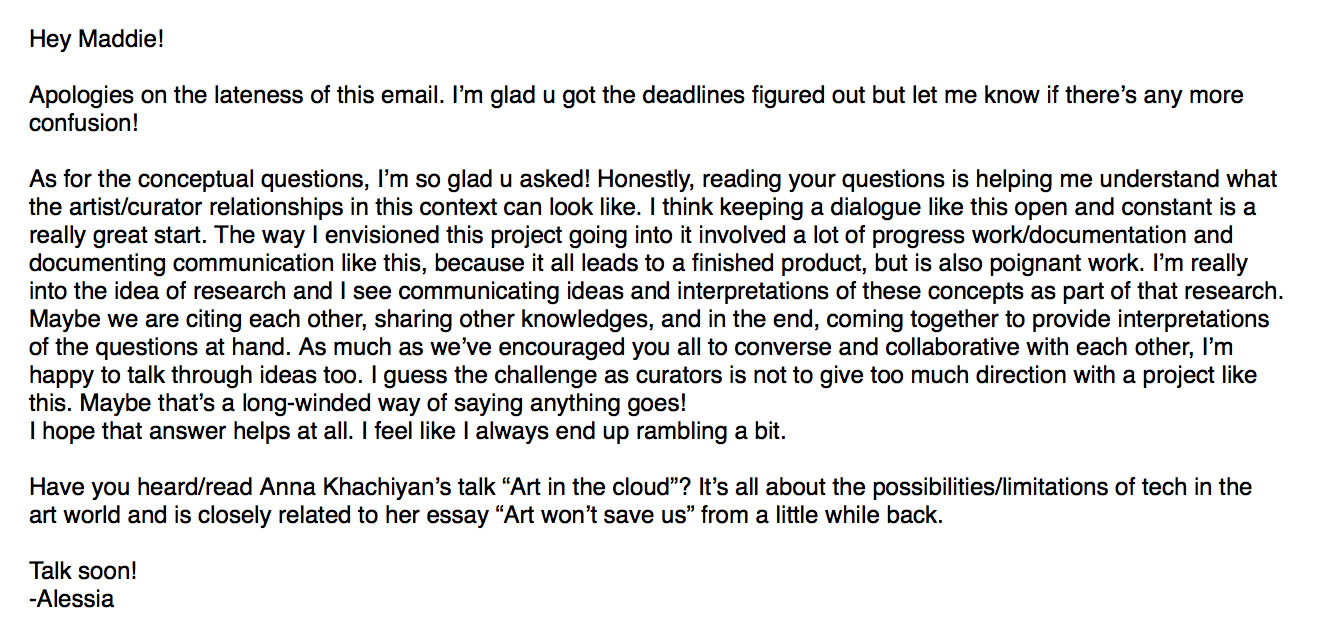 Hey Maddie!
Apologies on the lateness of this email. I’m glad u got the deadlines figured out but let me know if there’s any more
confusion!
As for the conceptual questions, I’m so glad u asked! Honestly, reading your questions is helping me understand what
the artist/curator relationships in this context can look like. I think keeping a dialogue like this open and constant is a
really great start. The way I envisioned this project going into it involved a lot of progress work/documentation and
documenting communication like this, because it all leads to a finished product, but is also poignant work. I’m really
into the idea of research and I see communicating ideas and interpretations of these concepts as part of that research.
Maybe we are citing each other, sharing other knowledges, and in the end, coming together to provide interpretations
of the questions at hand. As much as we’ve encouraged you all to converse and collaborative with each other, I’m
happy to talk through ideas too. I guess the challenge as curators is not to give too much direction with a project like
this. Maybe that’s a long-winded way of saying anything goes!
I hope that answer helps at all. I feel like I always end up rambling a bit.
Have you heard/read Anna Khachiyan’s talk “Art in the cloud”? It’s all about the possibilities/limitations of tech in the
art world and is closely related to her essay “Art won’t save us” from a little while back.
Talk soon!
-Alessia